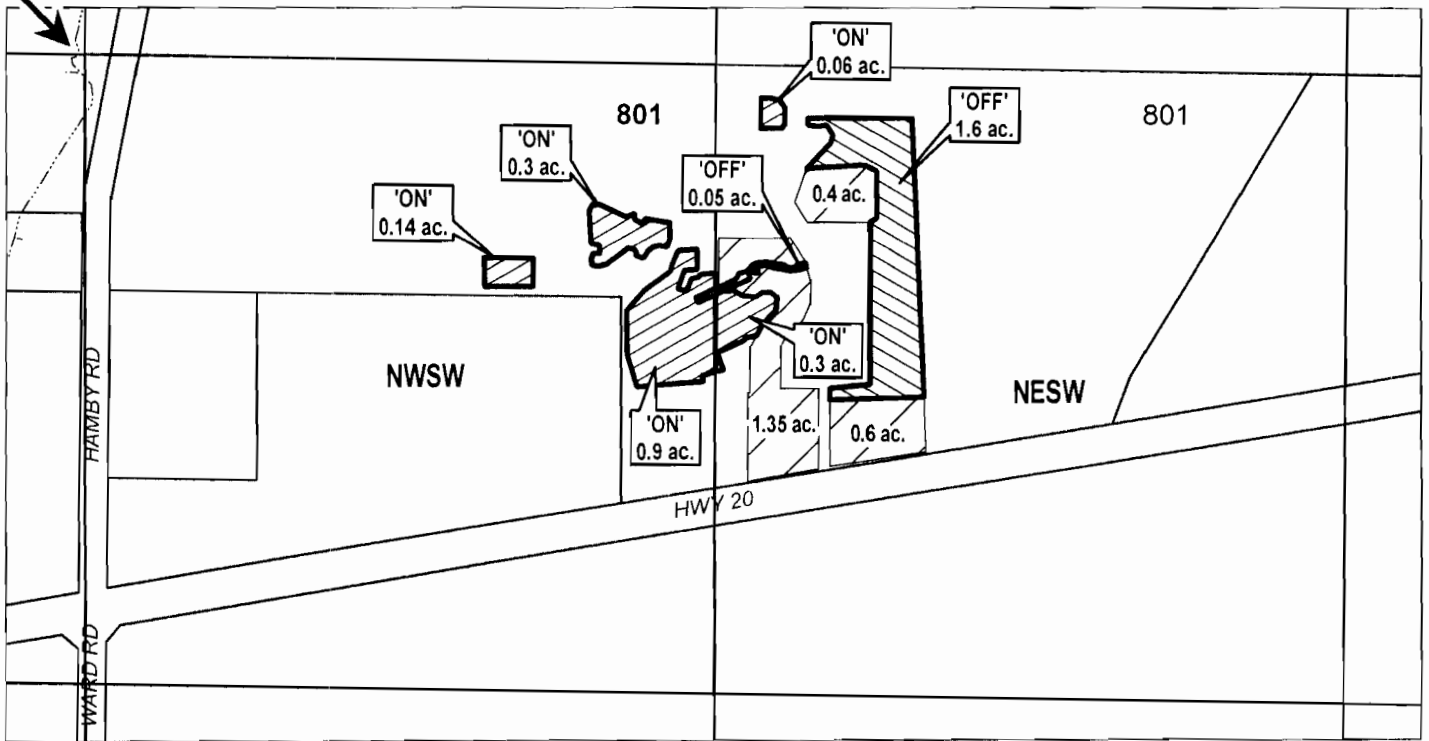 'ON'
0.06 ac.
801
'OFF'
1.6 ac.
801
'ON'
0.3 ac.
'OFF'
0.05 ac.
0.4 ac.
'ON'
0.14 ac.
'ON'
0.3 ac.
HAMBY RD
NWSW
NESW
'ON'
0.9 ac.
1.35 ac.
0.6 ac.
HWY 20
WARD RD